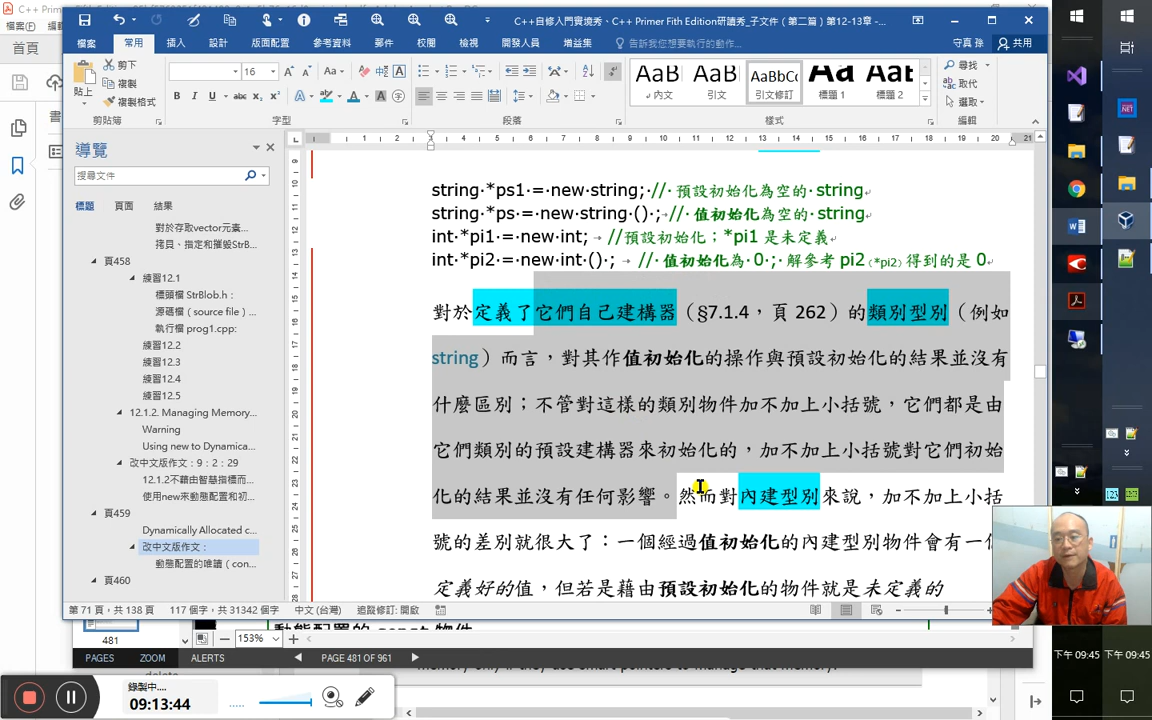 C++自修入門實境秀、C++ Primer Fith Edition研讀秀_子文件（第二篇）第12-13章 -...
檔案 常用 插入 設計 版面配置 參考資料 郵件 校閱 檢視 開發人員 增益集 告訴我您想要執行的動作... 守真 孫 共用
首頁
貼上 剪下 複製 複製格式
16
AaBbC AaBbC AaBbCc AaB AaBb
內文 引文 引文修訂 標題 1 標題 2
尋找 取代 選取
剪貼簿 字型 段落 樣式 編輯
導覽
搜尋文件
標題 頁面 結果
對於存取vector元素...
拷貝、指定和摧毀StrB...
頁458
練習12.1
標頭檔 StrBlob.h：
源碼檔（source file）...
執行檔 prog1.cpp:
練習12.2
練習12.3
練習12.4
練習12.5
12.1.2. Managing Memory...
Warning
Using new to Dynamica...
改中文版作文：9：2：29
12.1.2不藉由智慧指標而...
使用new來動態配置和初...
頁459
Dynamically Allocated c...
改中文版作文：
動態配置的唯讀（con...
頁460
string *ps1 = new string; // 預設初始化為空的 string
string *ps = new string () ; // 值初始化為空的 string
int *pi1 = new int; //預設初始化；*pi1 是未定義
int *pi2 = new int () ; // 值初始化為 0；解參考 pi2（*pi2）得到的是 0
對於定義了它們自己建構器（§7.1.4，頁 262）的類別型別（例如
string）而言，對其作值初始化的操作與預設初始化的結果並沒有
什麼區別；不管對這樣的類別物件加不加上小括號，它們都是由
它們類別的預設建構器來初始化的，加不加上小括號對它們初始
化的結果並沒有任何影響。然而對內建型別來說，加不加上小括
號的差別就很大了：一個經過值初始化的內建型別物件會有一個
定義好的值，但若是藉由預設初始化的物件就是未定義的
第 71 頁，共 138 頁 117 個字，共 31342 個字 中文 (台灣) 追蹤修訂: 開啟
481
153%
動態配置的 const 物件
PAGES ZOOM ALERTS PAGE 481 OF 961
memory only if they use smart pointers to manage that memory.
錄製中....
09:13:44
下午 09:45
下午 09:45